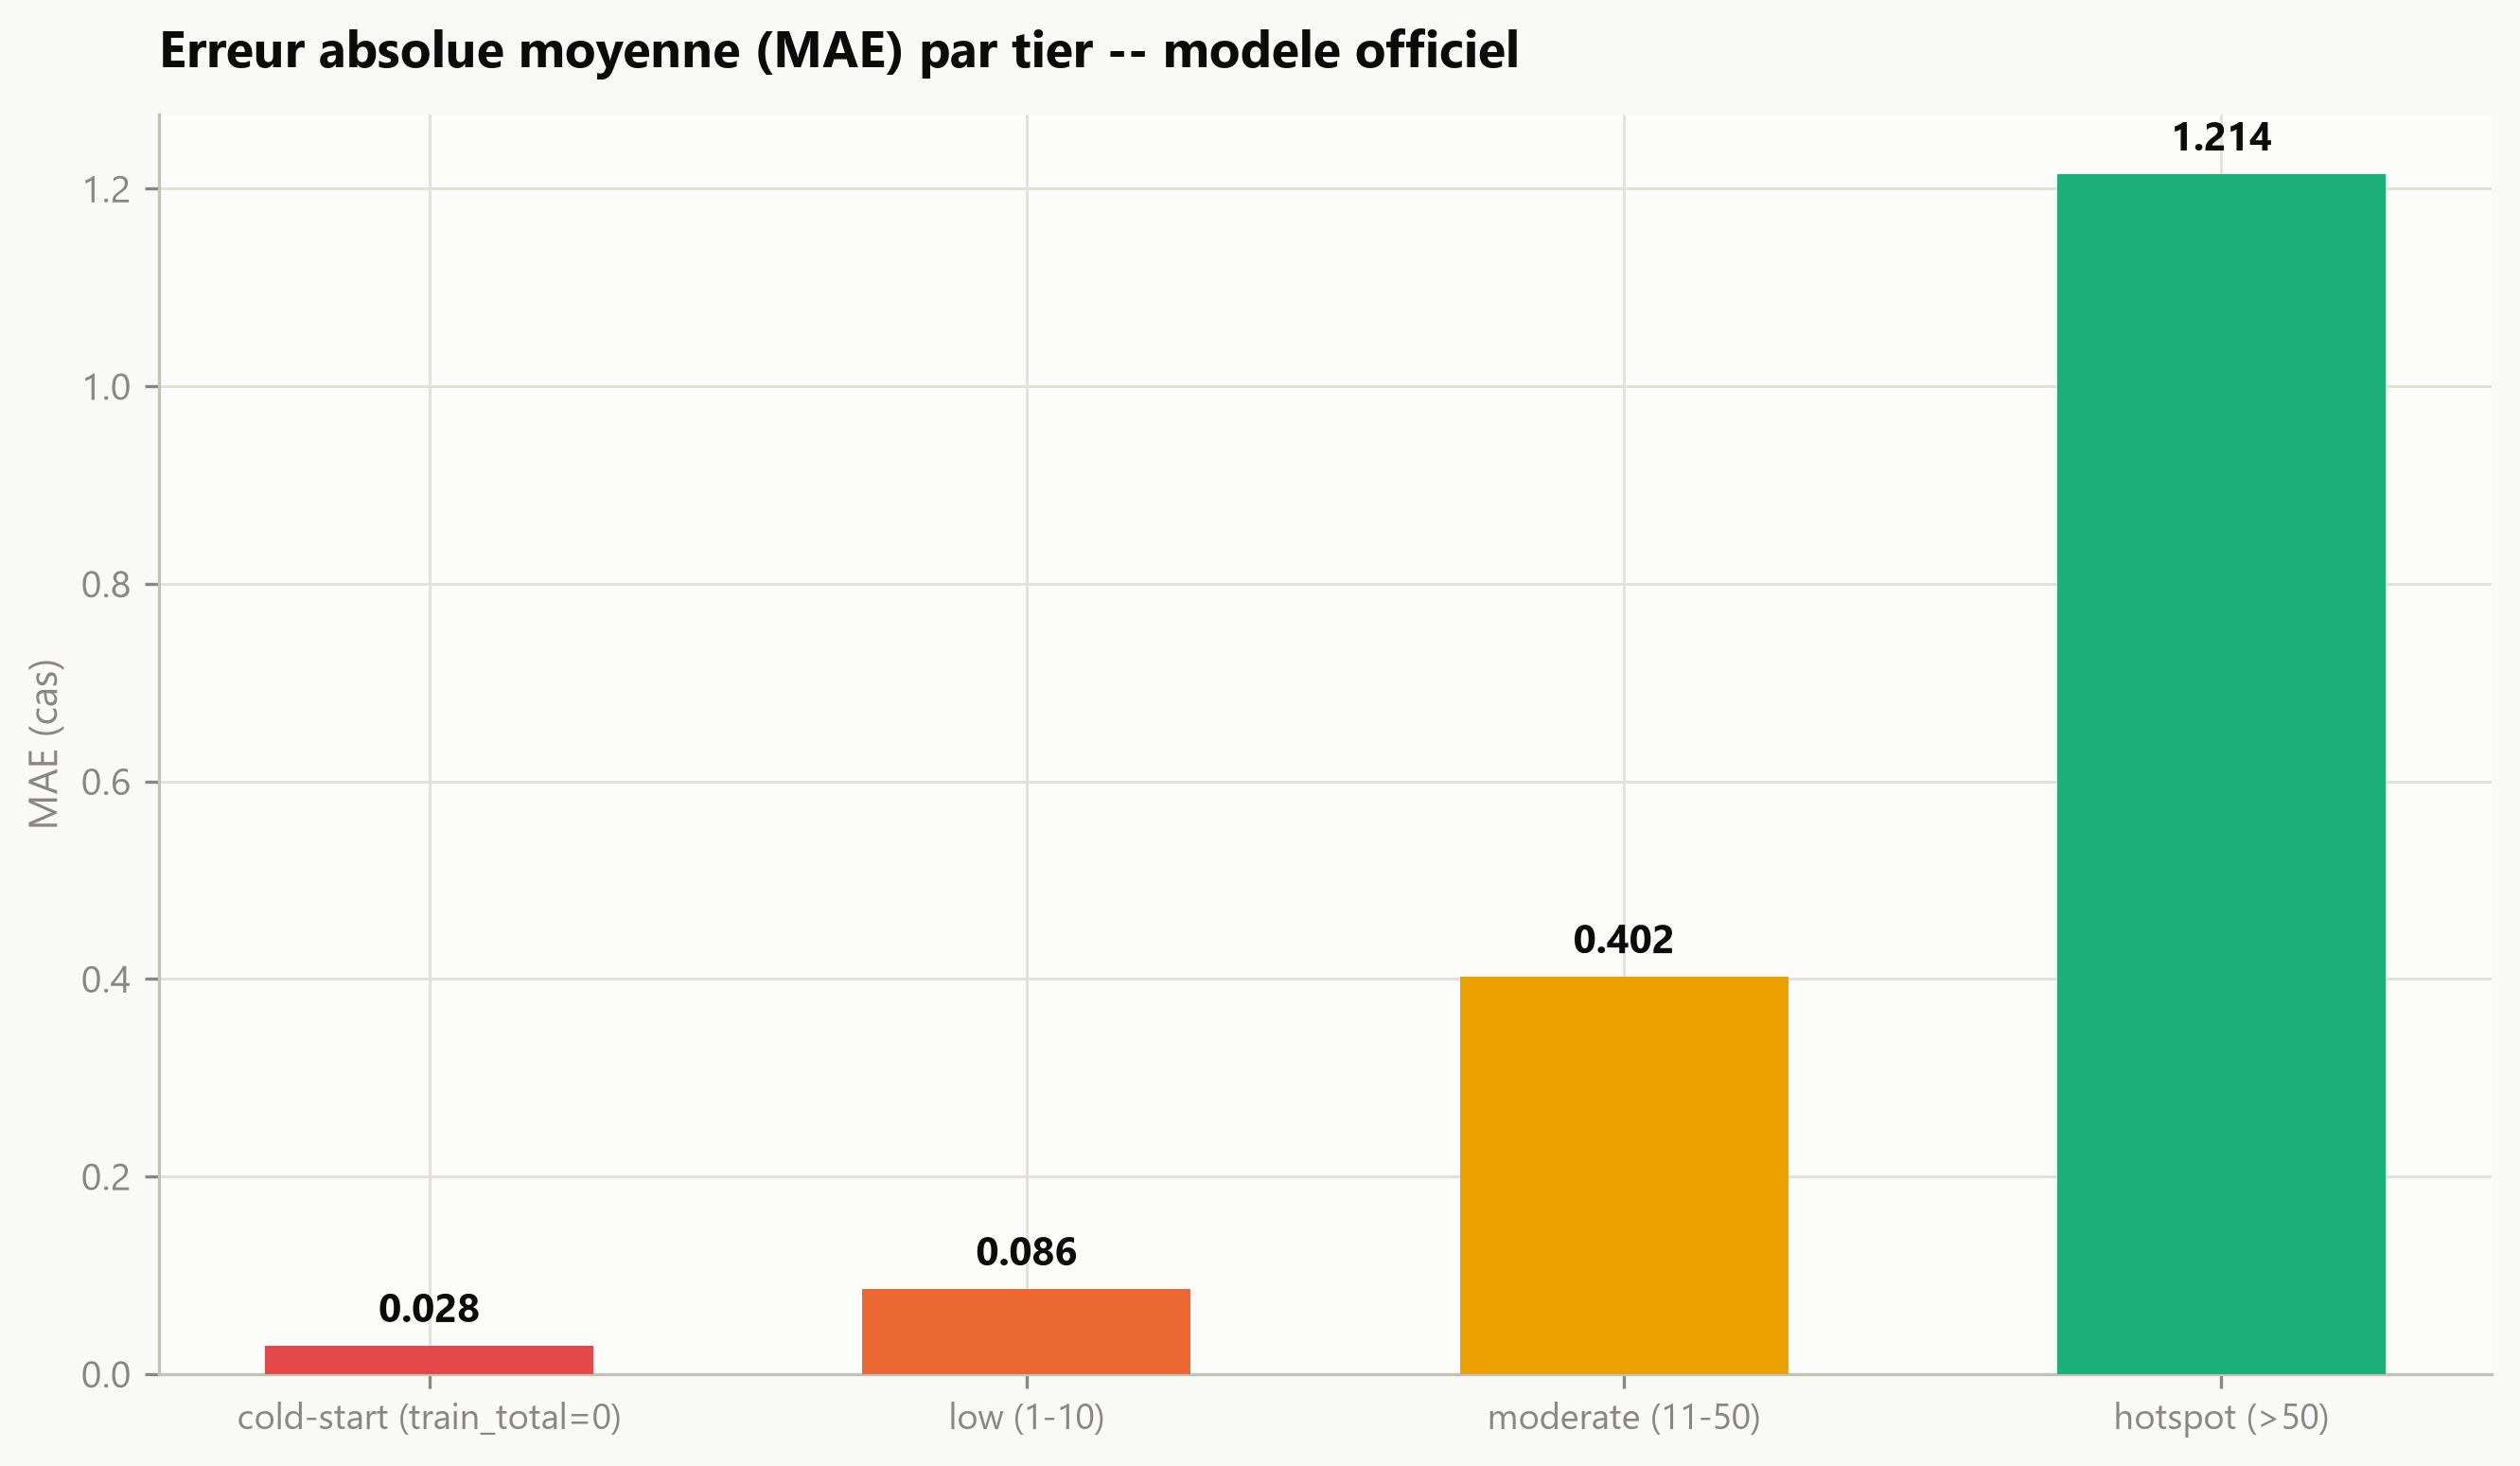 Erreur absolue moyenne (MAE) par tier -- modele officiel
1.214
1.2
1.0
0.8
MAE (cas)
0.6
0.402
0.4
0.2
0.086
0.028
0.0
cold-start (train_total=0)
low (1-10)
moderate (11-50)
hotspot (>50)